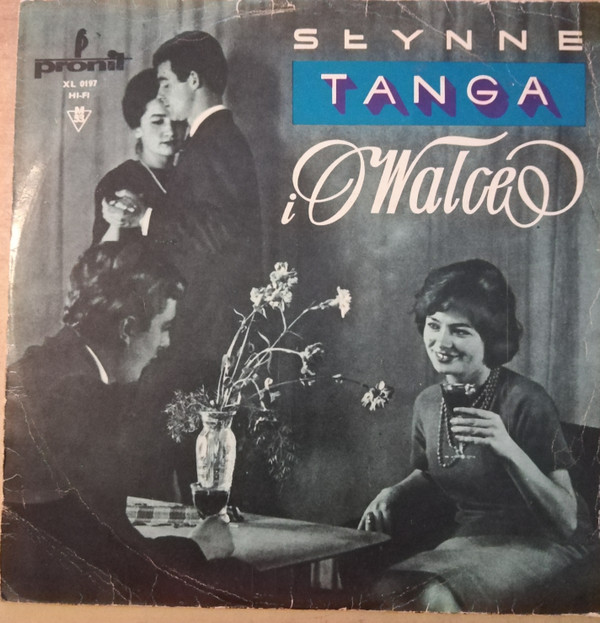 pronit
XL 0197
HI-FI
SŁYNNE
TANGA
i Walce